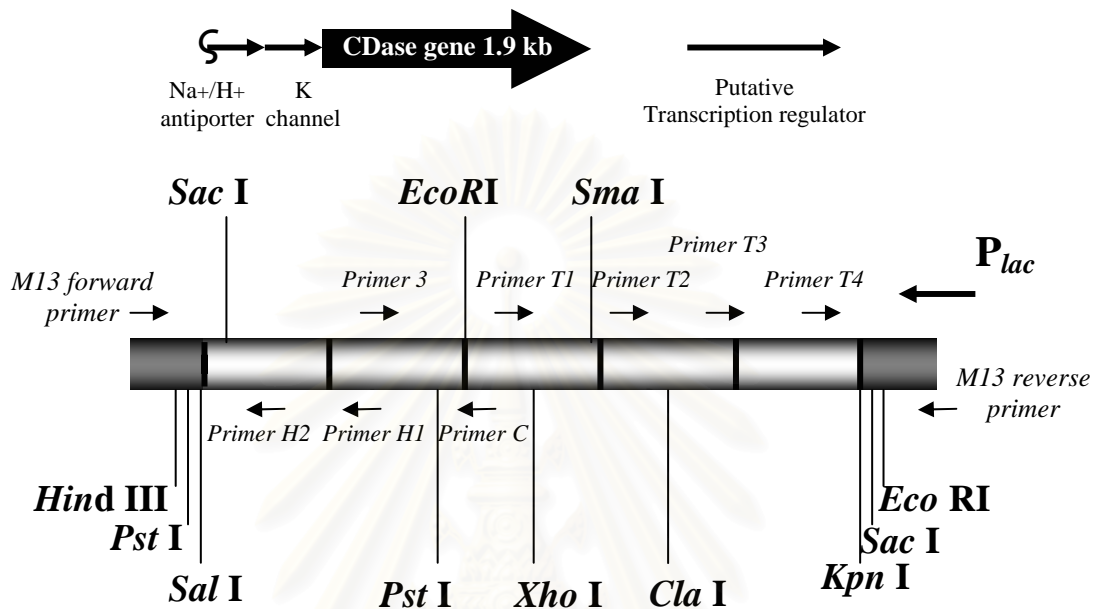 CDase gene 1.9 kb
Na+/H+
antiporter
K
channel
Putative
Transcription regulator
Sac I
EcoRI
Sma I
Primer T3
P lac
M13 forward
primer
Primer 3
Primer T1
Primer T2
Primer T4
M13 reverse
primer
Primer H2
Primer H1
Primer C
Hind III
Pst I
Sal I
Pst I
Xho I
Cla I
Kpn I
Sac I
Eco RI